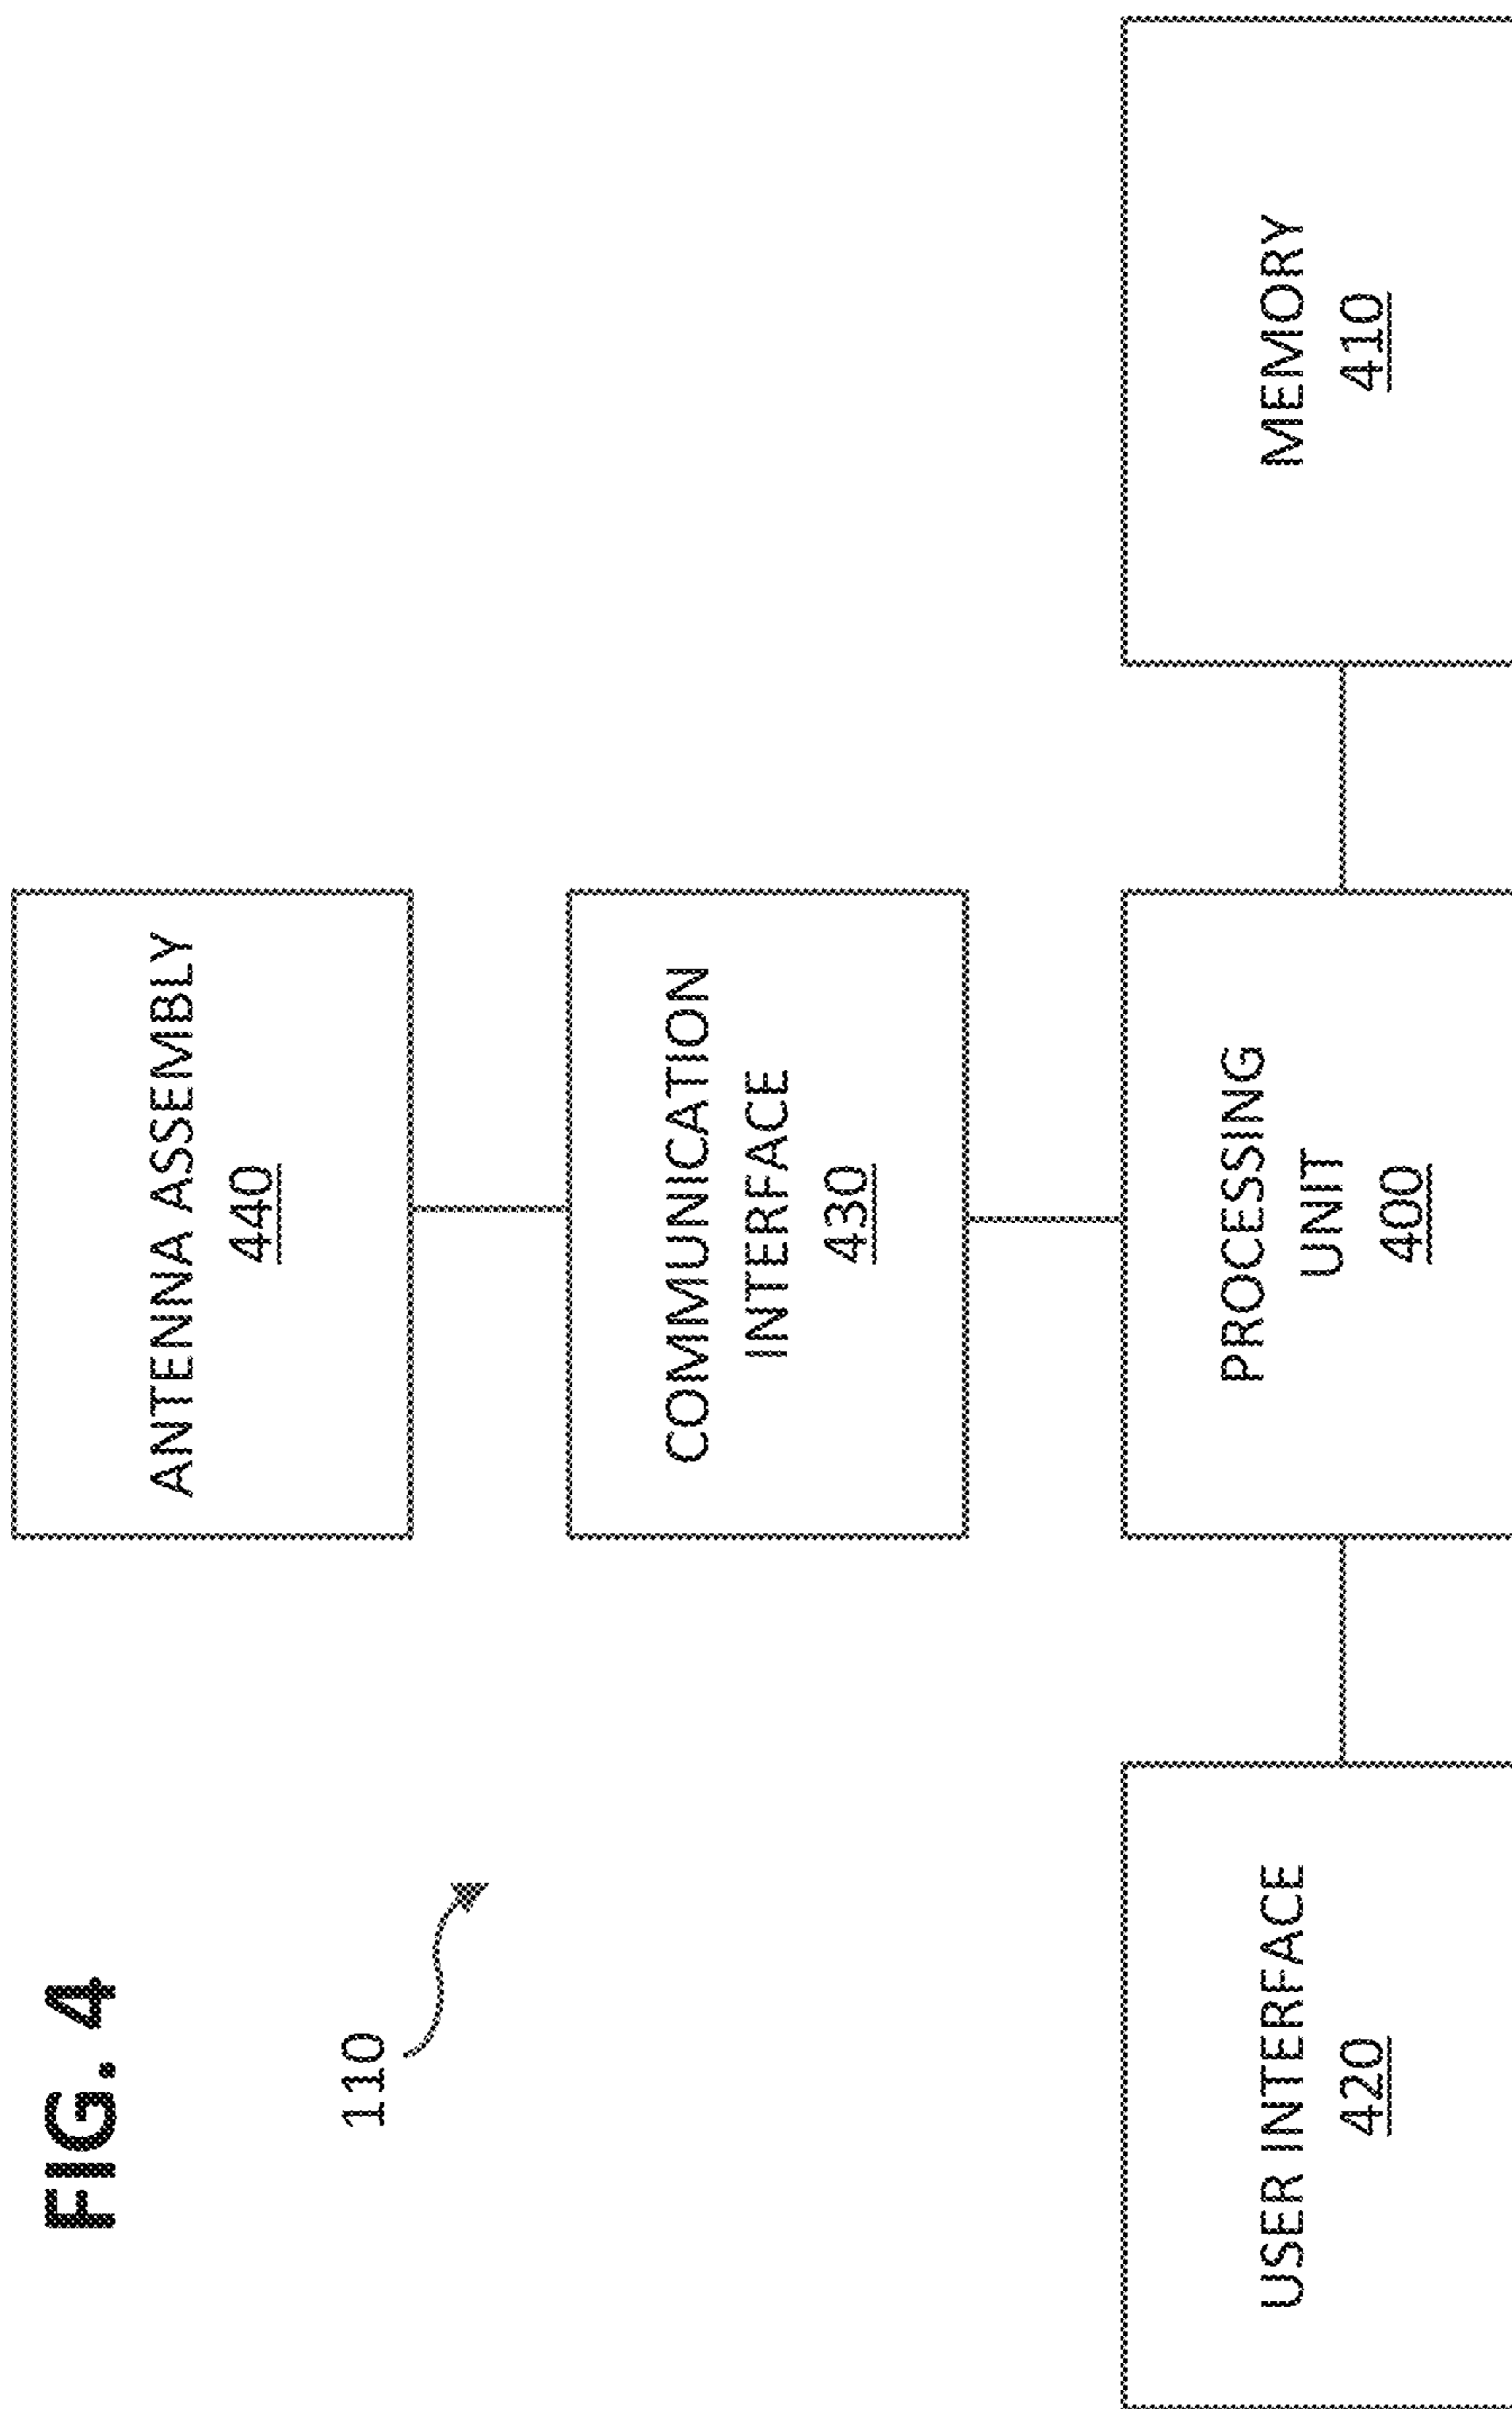 FIG. 4
110
ANTENNA ASSEMBLY
440
COMMUNICATION
INTERFACE
430
USER INTERFACE
420
PROCESSING
UNIT
400
MEMORY
410